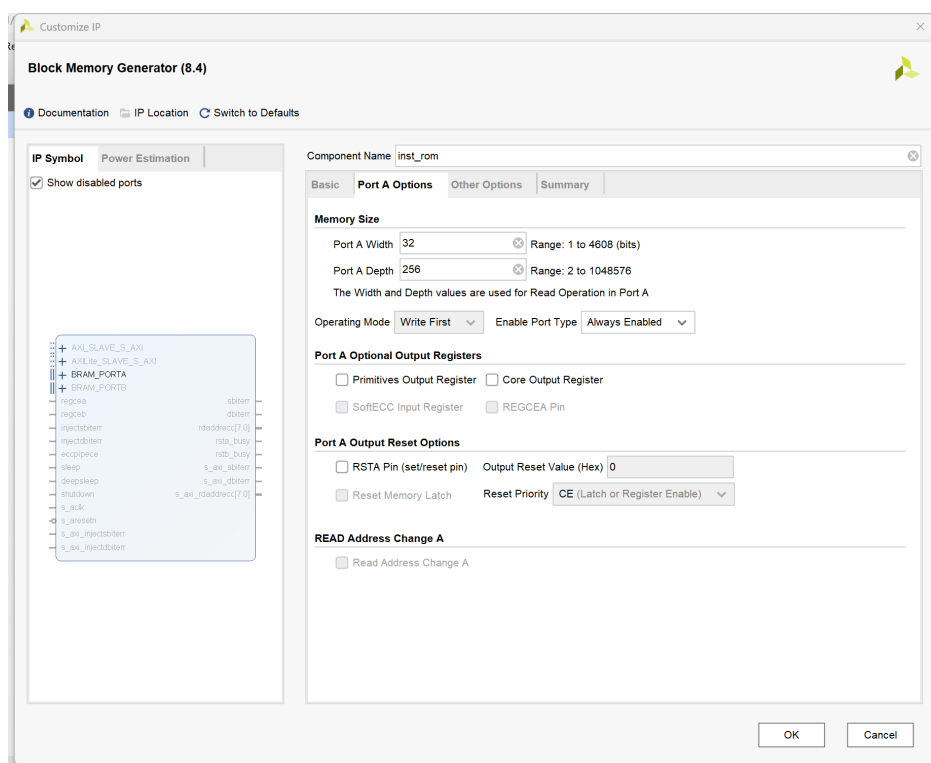 Customize IP
Block Memory Generator (8.4)
Documentation IP Location Switch to Defaults
IP Symbol Power Estimation
Show disabled ports
AXI_SLAVE_S_AXI
AXILite_SLAVE_S_AXI
BRAM_PORTA
BRAM_PORTB
regcea sbiterr
regceb dbiterr
injectsbiterr rdaddrecc[7:0]
injectdbiterr rsta_busy
eccpipece rstb_busy
sleep s_axi_sbiterr
deepsleep s_axi_dbiterr
shutdown s_axi_rdaddrecc[7:0]
s_aclk
s_aresetn
s_axi_injectsbiterr
s_axi_injectdbiterr
Component Name inst_rom
Basic Port A Options Other Options Summary
Memory Size
Port A Width 32 Range: 1 to 4608 (bits)
Port A Depth 256 Range: 2 to 1048576
The Width and Depth values are used for Read Operation in Port A
Operating Mode Write First Enable Port Type Always Enabled
Port A Optional Output Registers
Primitives Output Register Core Output Register
SoftECC Input Register REGCEA Pin
Port A Output Reset Options
RSTA Pin (set/reset pin) Output Reset Value (Hex) 0
Reset Memory Latch Reset Priority CE (Latch or Register Enable)
READ Address Change A
Read Address Change A
OK Cancel